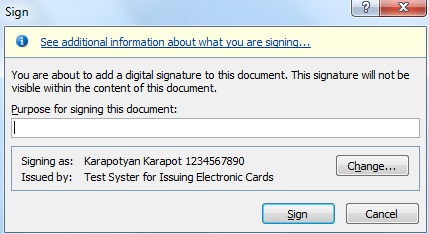 Sign
See additional information about what you are signing...
You are about to add a digital signature to this document. This signature will not be
visible within the content of this document.
Purpose for signing this document:
Signing as: Karapotyan Karapot 1234567890
Issued by: Test Syster for Issuing Electronic Cards
Change...
Sign
Cancel